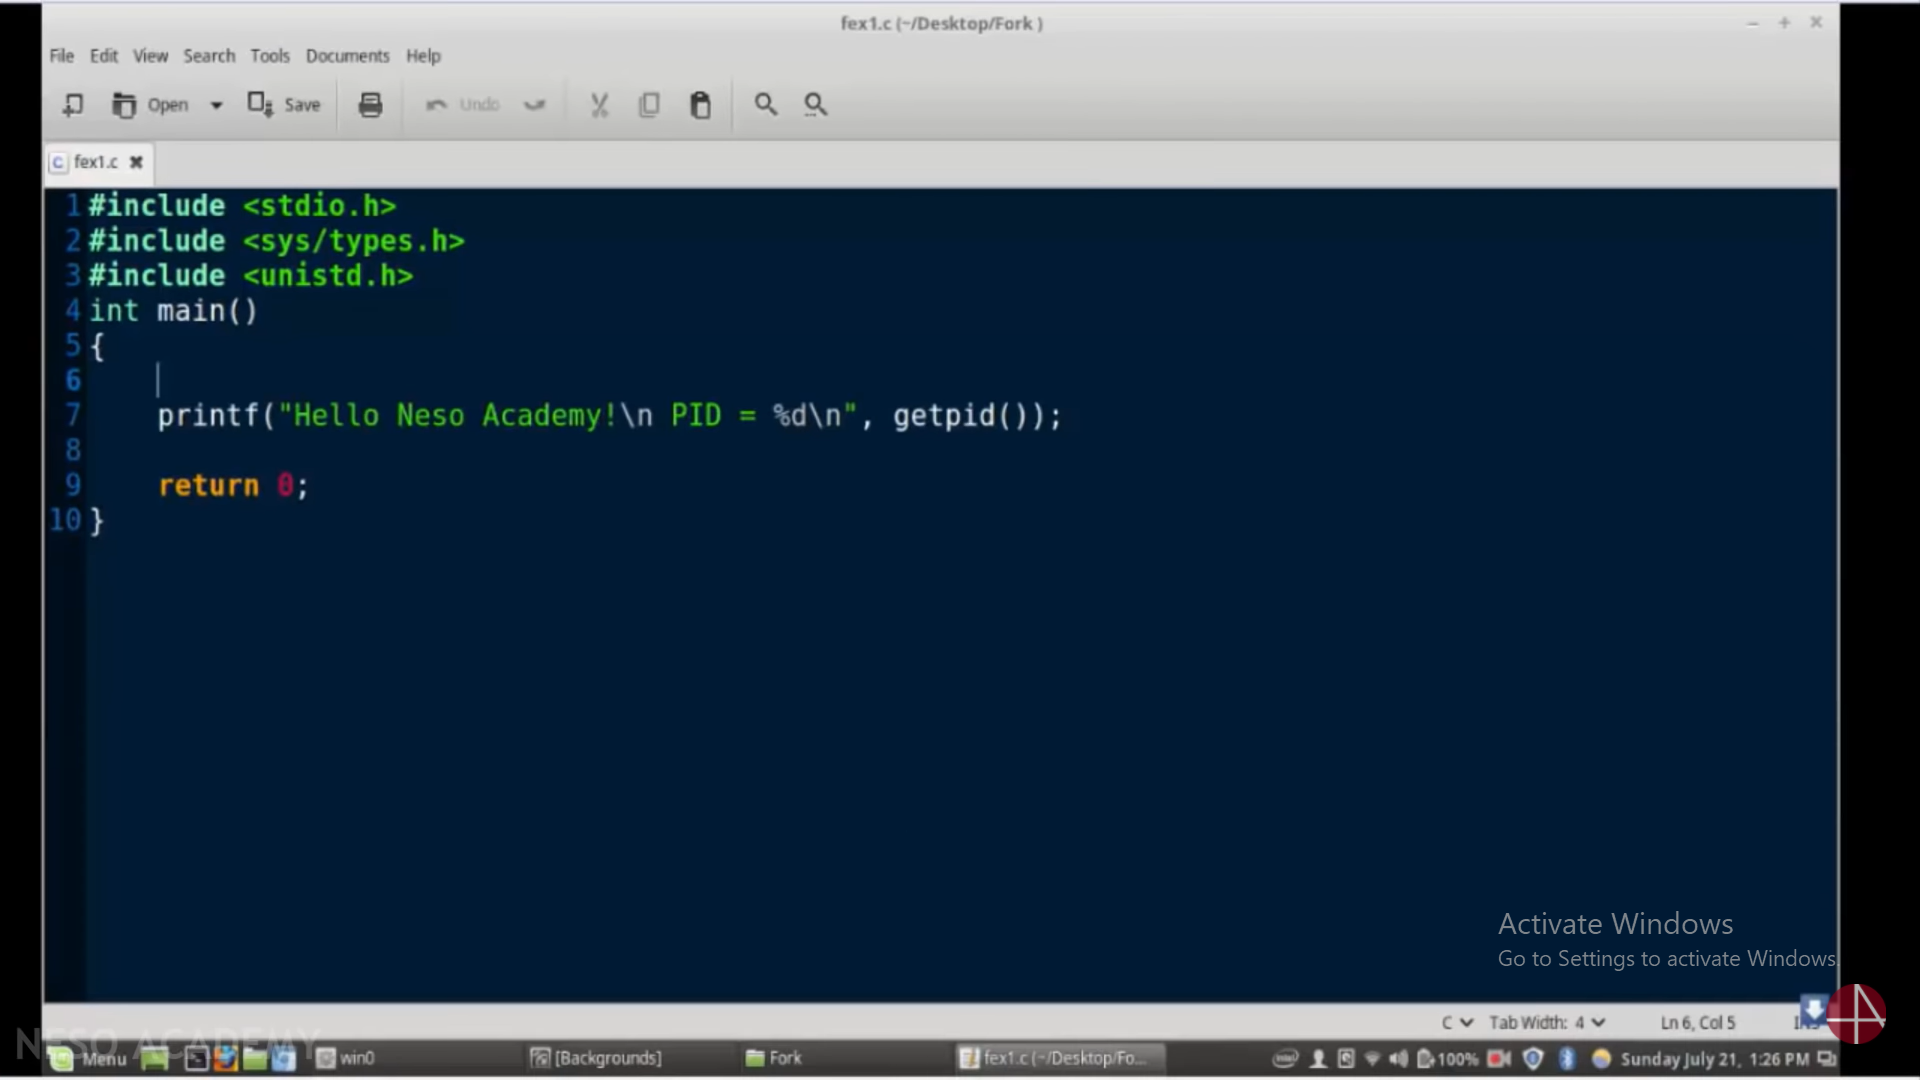 fex1.c (~/Desktop/Fork )
File Edit View Search Tools Documents Help
Open Save Undo
fex1.c
1 #include <stdio.h>
2 #include <sys/types.h>
3 #include <unistd.h>
4 int main()
5 {
6
7 printf("Hello Neso Academy!\n PID = %d\n", getpid());
8
9 return 0;
10 }
Activate Windows
Go to Settings to activate Windows.
C Tab Width: 4 Ln 6, Col 5
NESO ACADEMY
Menu win0 [Backgrounds] Fork fex1.c (~/Desktop/Fo... 100% Sunday July 21, 1:26 PM